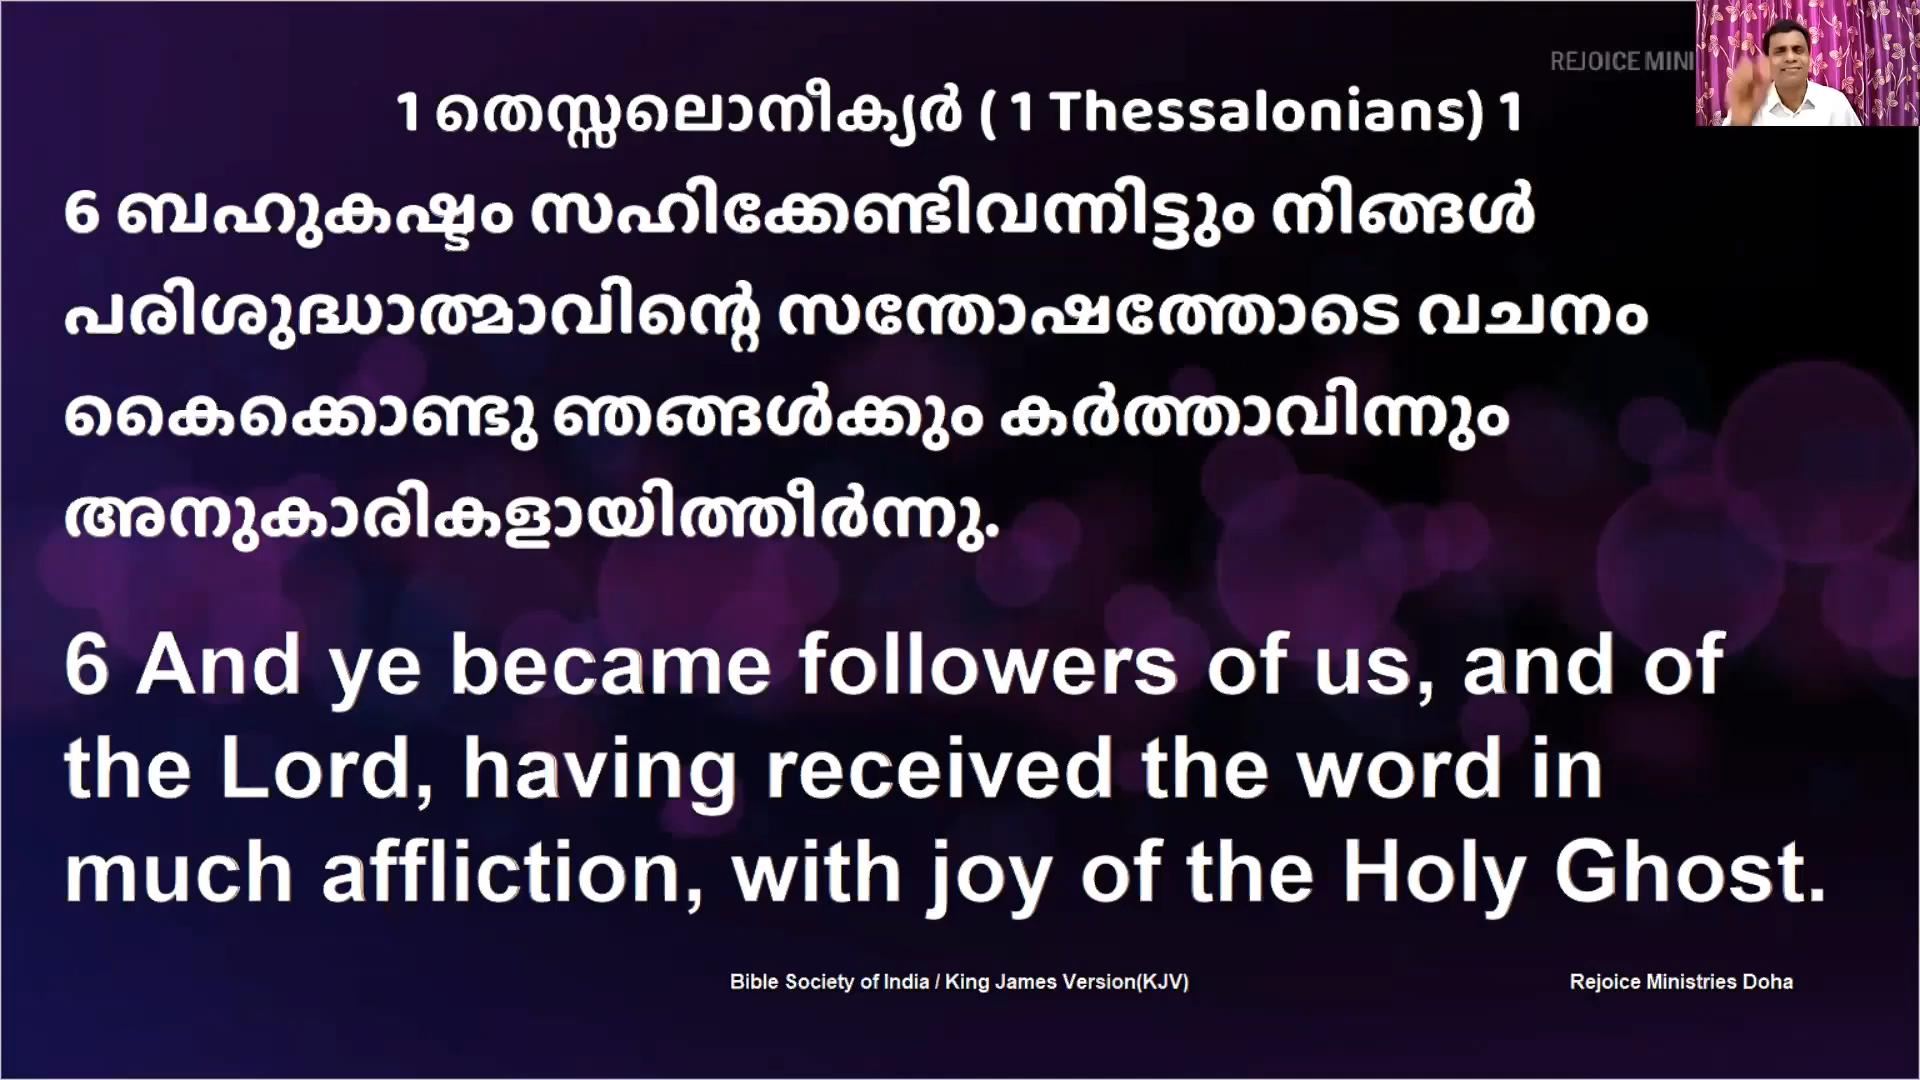 REJOICE MINI
1 തെസ്സലൊനീക്യർ ( 1 Thessalonians) 1
6 ബഹുകഷ്ടം സഹിക്കേണ്ടിവന്നിട്ടും നിങ്ങൾ
പരിശുദ്ധാത്മാവിന്റെ സന്തോഷത്തോടെ വചനം
കൈക്കൊണ്ടു ഞങ്ങൾക്കും കർത്താവിന്നും
അനുകാരികളായിത്തീർന്നു.
6 And ye became followers of us, and of
the Lord, having received the word in
much affliction, with joy of the Holy Ghost.
Bible Society of India / King James Version(KJV)
Rejoice Ministries Doha